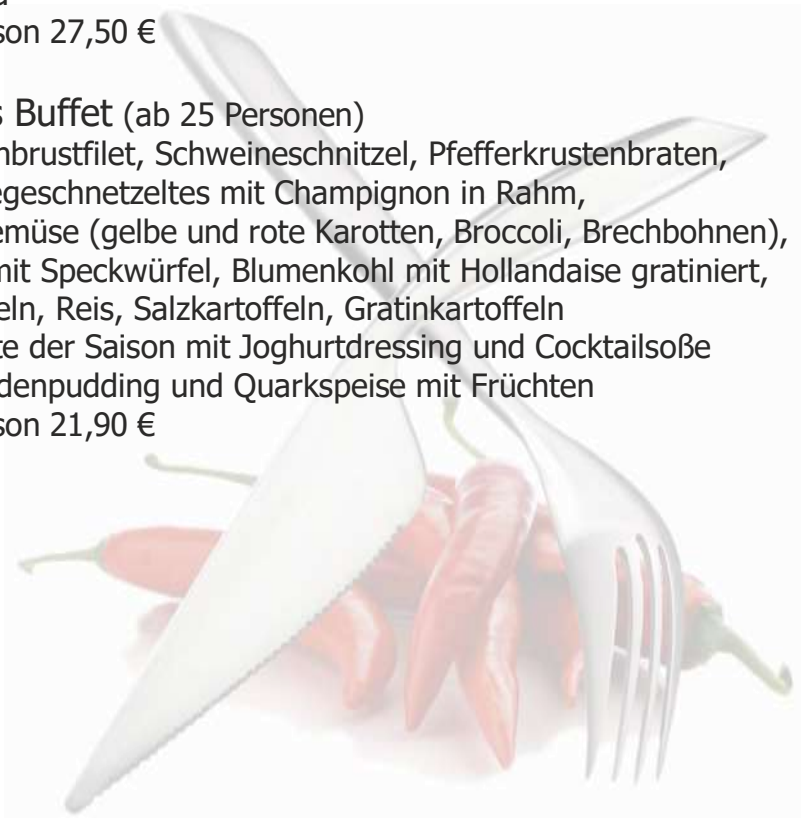 son 27,50 €
s Buffet (ab 25 Personen)
nbrustfilet, Schweineschnitzel, Pfefferkrustenbraten,
egeschnetzeltes mit Champignon in Rahm,
emüse (gelbe und rote Karotten, Broccoli, Brechbohnen),
mit Speckwürfel, Blumenkohl mit Hollandaise gratiniert,
eln, Reis, Salzkartoffeln, Gratinkartoffeln
te der Saison mit Joghurtdressing und Cocktailsoße
denpudding und Quarkspeise mit Früchten
son 21,90 €